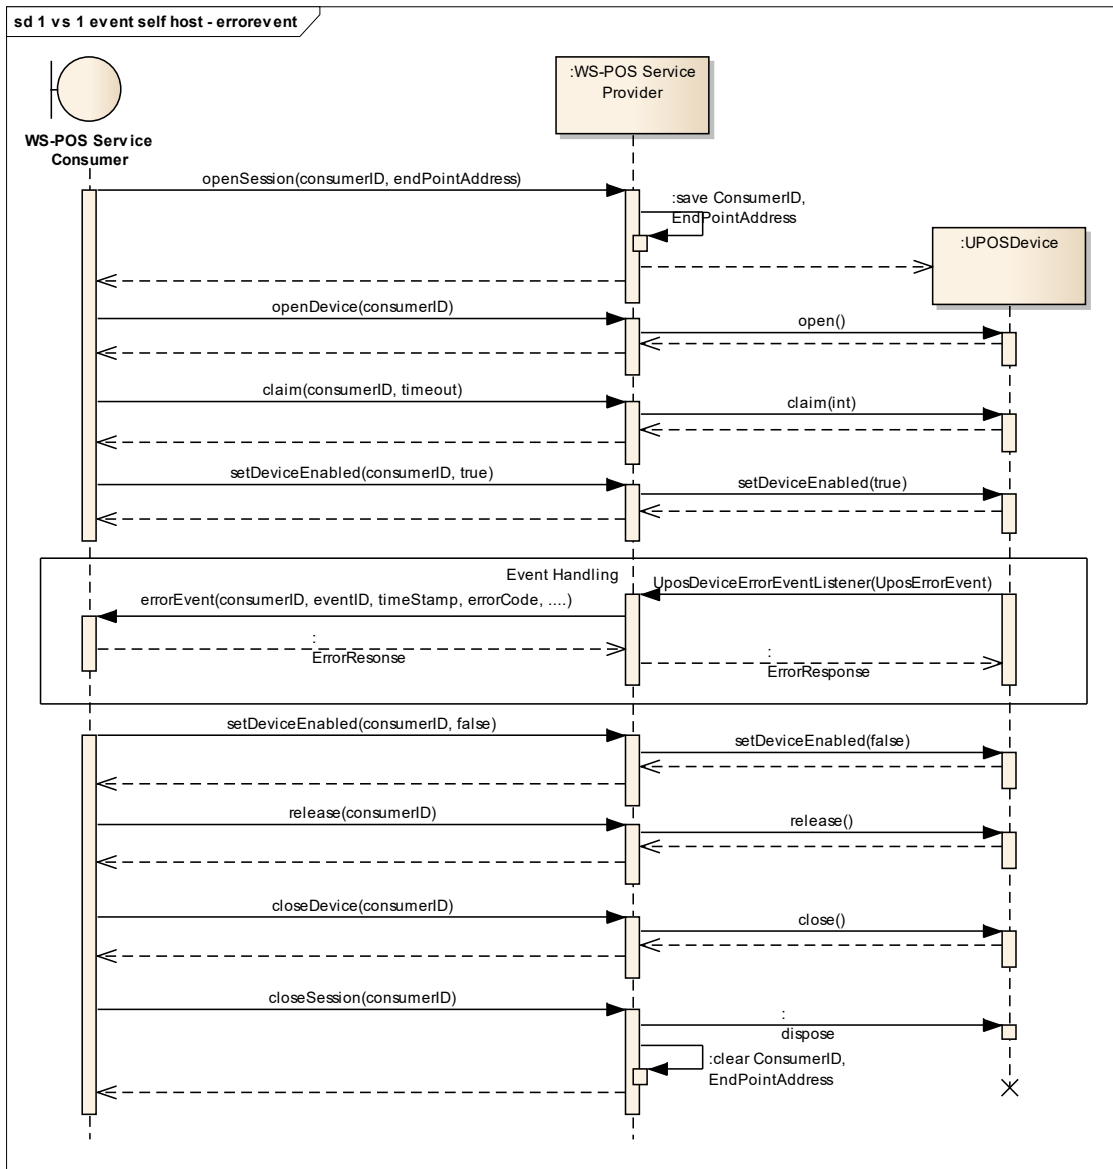 sd 1 vs 1 event self host - errorevent
:WS-POS Service
Provider
WS-POS Service
Consumer
openSession(consumerID, endPointAddress)
:save ConsumerID,
EndPointAddress
:UPOSDevice
openDevice(consumerID)
open()
claim(consumerID, timeout)
claim(int)
setDeviceEnabled(consumerID, true)
setDeviceEnabled(true)
Event Handling
UposDeviceErrorEventListener(UposErrorEvent)
errorEvent(consumerID, eventID, timeStamp, errorCode, ....)
:
ErrorResonse
:
ErrorResponse
setDeviceEnabled(consumerID, false)
setDeviceEnabled(false)
release(consumerID)
release()
closeDevice(consumerID)
close()
closeSession(consumerID)
:
dispose
:clear ConsumerID,
EndPointAddress